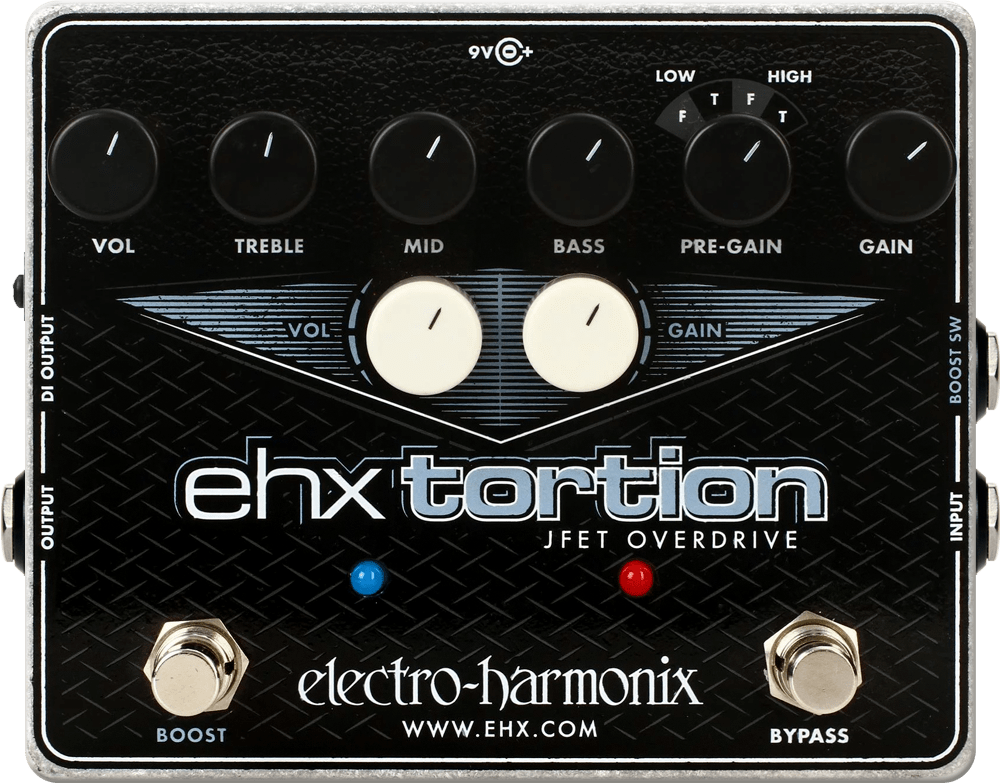 9V - +
LOW HIGH
F T F T
VOL TREBLE MID BASS PRE-GAIN GAIN
VOL GAIN
DI OUTPUT
BOOST SW
OUTPUT
INPUT
ehx tortion
JFET OVERDRIVE
electro-harmonix
WWW.EHX.COM
BOOST BYPASS